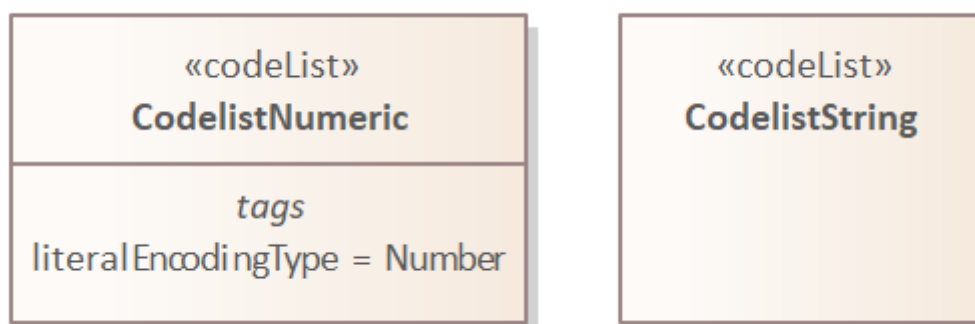 «codeList»
CodelistNumeric
tags
literalEncodingType = Number
«codeList»
CodelistString